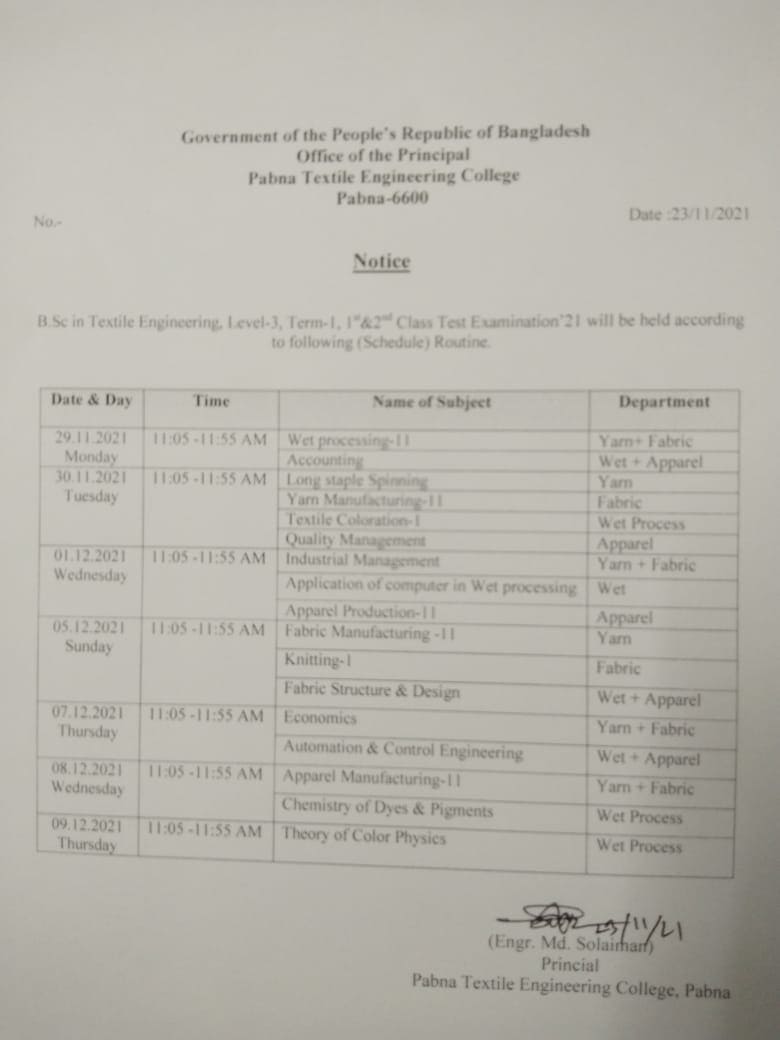 Government of the People's Republic of Bangladesh
Office of the Principal
Pabna Textile Engineering College
Pabna-6600
No.- Date :23/11/2021
Notice
B.Sc in Textile Engineering, Level-3, Term-1, 1st&2nd Class Test Examination'21 will be held according
to following (Schedule) Routine.
Date & Day Time Name of Subject Department
29.11.2021 11:05 -11:55 AM Wet processing-11 Yarn+ Fabric
Monday Accounting Wet + Apparel
30.11.2021 11:05 -11:55 AM Long staple Spinning Yarn
Tuesday Yarn Manufacturing-11 Fabric
Textile Coloration-1 Wet Process
Quality Management Apparel
01.12.2021 11:05 -11:55 AM Industrial Management Yarn + Fabric
Wednesday Application of computer in Wet processing Wet
Apparel Production-11 Apparel
05.12.2021 11:05 -11:55 AM Fabric Manufacturing -11 Yarn
Sunday Knitting-1 Fabric
Fabric Structure & Design Wet + Apparel
07.12.2021 11:05 -11:55 AM Economics Yarn + Fabric
Thursday Automation & Control Engineering Wet + Apparel
08.12.2021 11:05 -11:55 AM Apparel Manufacturing-11 Yarn + Fabric
Wednesday Chemistry of Dyes & Pigments Wet Process
09.12.2021 11:05 -11:55 AM Theory of Color Physics Wet Process
Thursday
23/11/21
(Engr. Md. Solaiman)
Princial
Pabna Textile Engineering College, Pabna